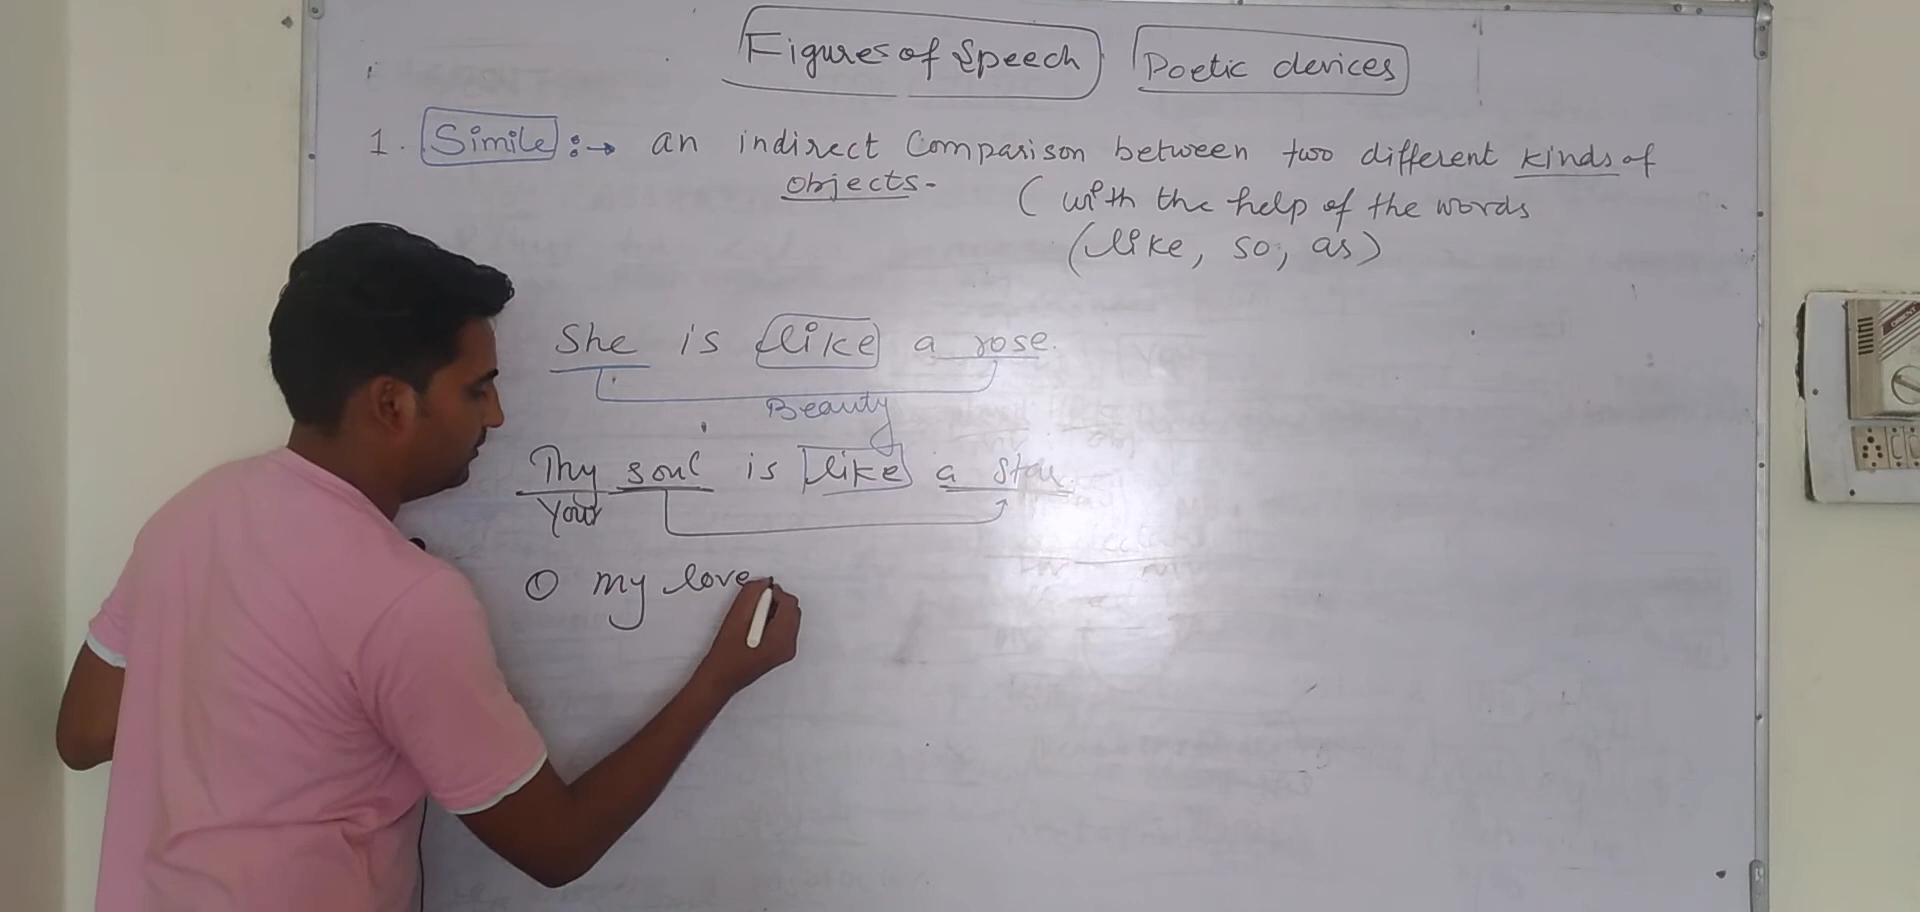 Figures of Speech
Poetic devices
1. Simile :→ an indirect Comparison between two different kinds of
objects.
(with the help of the words
(like, so, as)
She is like a rose.
Beauty
Thy soul is like a star.
Your
O my love